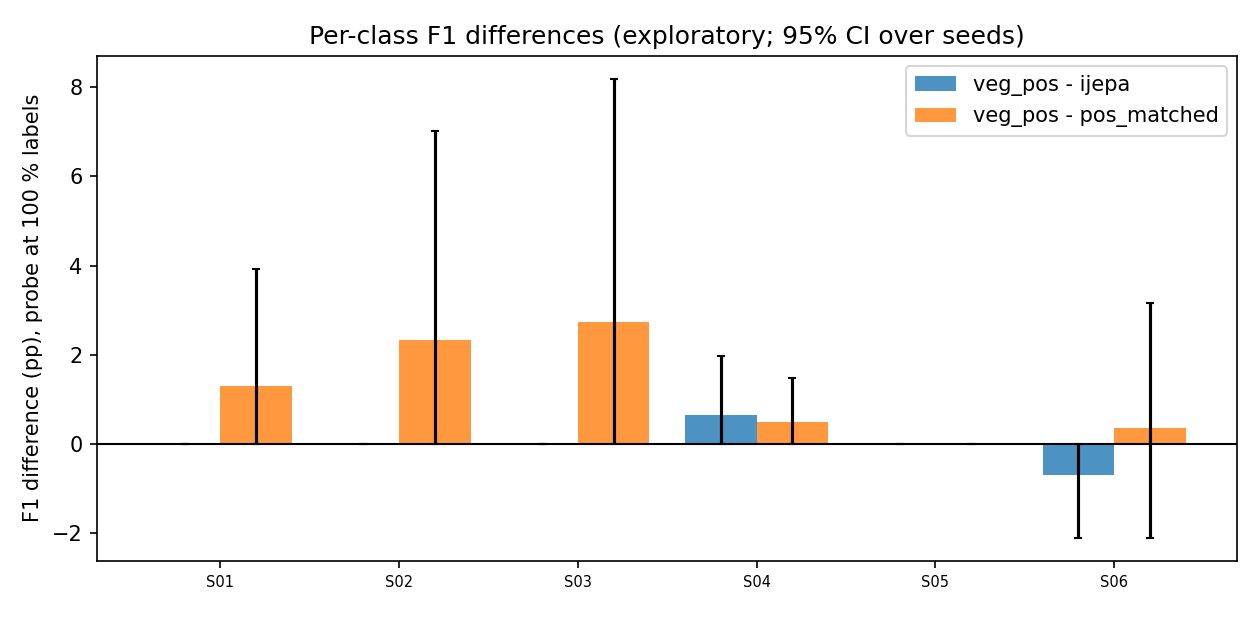 Per-class F1 differences (exploratory; 95% CI over seeds)
F1 difference (pp), probe at 100 % labels
8
6
4
2
0
−2
veg_pos - ijepa
veg_pos - pos_matched
S01 S02 S03 S04 S05 S06